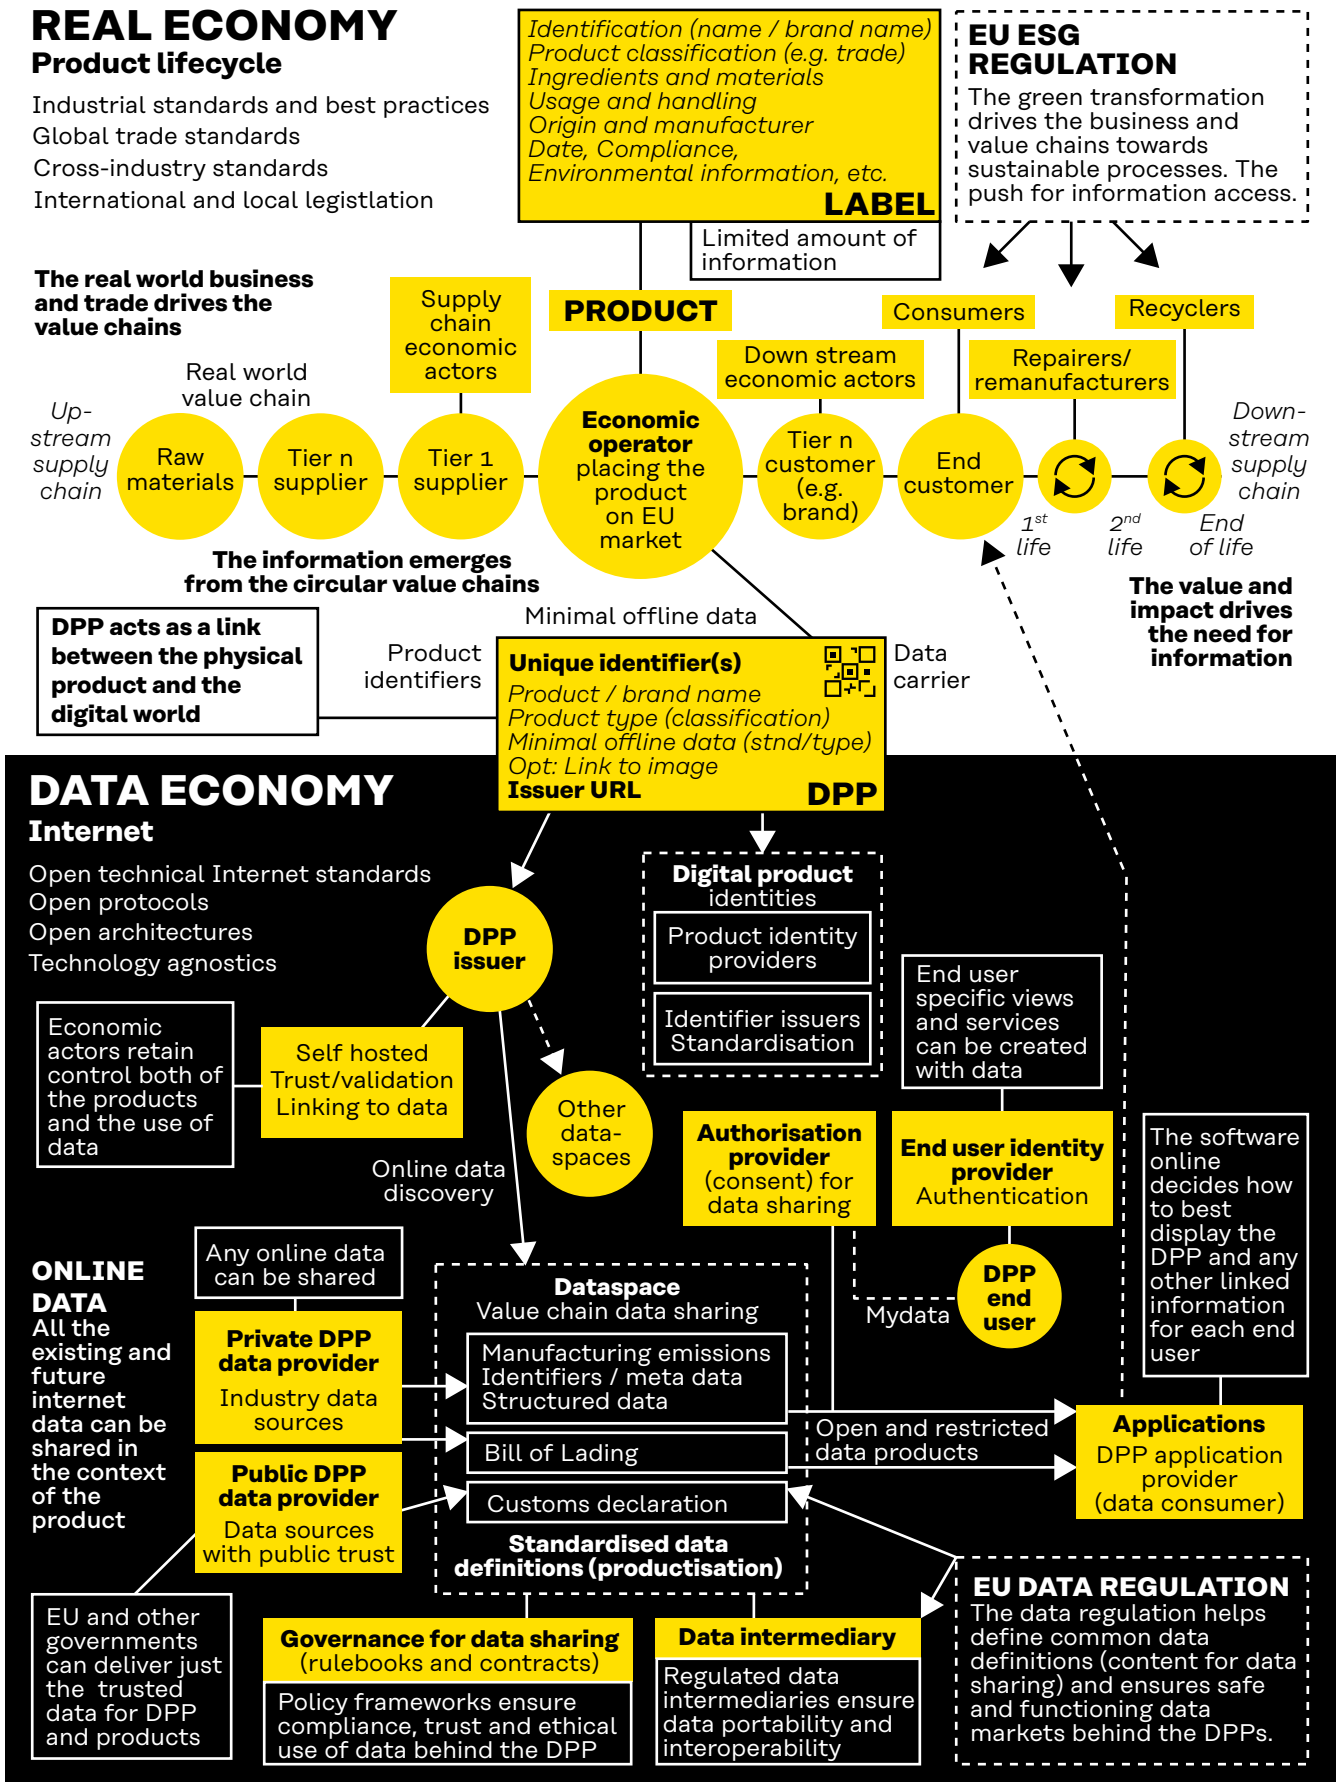 REAL ECONOMY
Product lifecycle
Industrial standards and best practices
Global trade standards
Cross-industry standards
International and local legistlation
Identification (name / brand name)
Product classification (e.g. trade)
Ingredients and materials
Usage and handling
Origin and manufacturer
Date, Compliance,
Environmental information, etc.
LABEL
Limited amount of
information
EU ESG
REGULATION
The green transformation
drives the business and
value chains towards
sustainable processes. The
push for information access.
The real world business
and trade drives the
value chains
Real world
value chain
Supply
chain
economic
actors
PRODUCT
Down stream
economic actors
Consumers
Repairers/
remanufacturers
Recyclers
Up-
stream
supply
chain
Raw
materials
Tier n
supplier
Tier 1
supplier
Economic
operator
placing the
product
on EU
market
Tier n
customer
(e.g.
brand)
End
customer
1st
life
2nd
life
End
of life
Down-
stream
supply
chain
The information emerges
from the circular value chains
The value and
impact drives
the need for
information
DPP acts as a link
between the physical
product and the
digital world
Minimal offline data
Product
identifiers
Data
carrier
Unique identifier(s)
Product / brand name
Product type (classification)
Minimal offline data (stnd/type)
Opt: Link to image
Issuer URL
DPP
DATA ECONOMY
Internet
Open technical Internet standards
Open protocols
Open architectures
Technology agnostics
DPP
issuer
Digital product
identities
Product identity
providers
Identifier issuers
Standardisation
Economic
actors retain
control both of
the products
and the use of
data
Self hosted
Trust/validation
Linking to data
Other
data-
spaces
Online data
discovery
End user
specific views
and services
can be created
with data
Authorisation
provider
(consent) for
data sharing
End user identity
provider
Authentication
DPP
end
user
Mydata
The software
online
decides how
to best
display the
DPP and any
other linked
information
for each end
user
ONLINE
DATA
All the
existing and
future
internet
data can be
shared in
the context
of the
product
Any online data
can be shared
Private DPP
data provider
Industry data
sources
Public DPP
data provider
Data sources
with public trust
Dataspace
Value chain data sharing
Manufacturing emissions
Identifiers / meta data
Structured data
Bill of Lading
Customs declaration
Standardised data
definitions (productisation)
Open and restricted
data products
Applications
DPP application
provider
(data consumer)
EU and other
governments
can deliver just
the trusted
data for DPP
and products
Governance for data sharing
(rulebooks and contracts)
Policy frameworks ensure
compliance, trust and ethical
use of data behind the DPP
Data intermediary
Regulated data
intermediaries ensure
data portability and
interoperability
EU DATA REGULATION
The data regulation helps
define common data
definitions (content for data
sharing) and ensures safe
and functioning data
markets behind the DPPs.